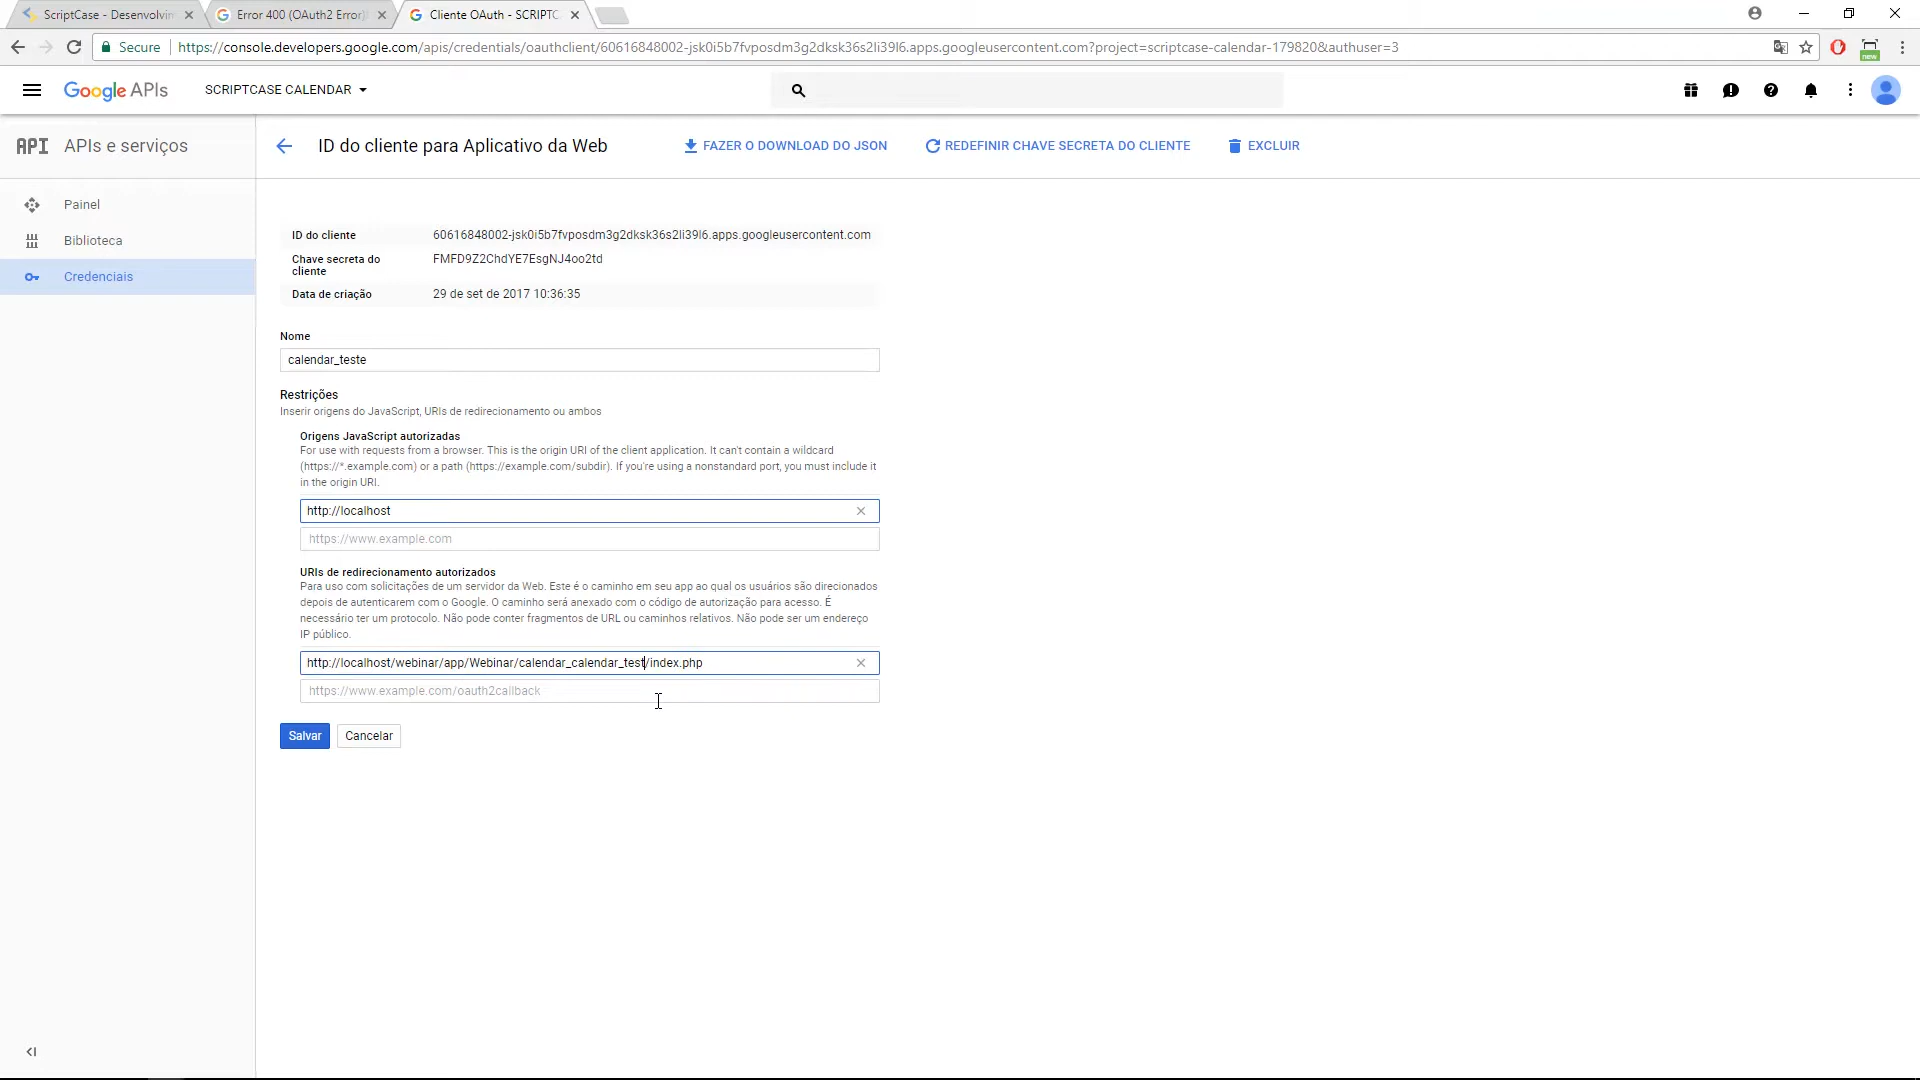 ScriptCase - Desenvolvin
Error 400 (OAuth2 Error)
Cliente OAuth - SCRIPTC
Secure
https://console.developers.google.com/apis/credentials/oauthclient/60616848002-jsk0i5b7fvposdm3g2dksk36s2li39l6.apps.googleusercontent.com?project=scriptcase-calendar-179820&authuser=3
new
Google APIs
SCRIPTCASE CALENDAR
API
APIs e serviços
ID do cliente para Aplicativo da Web
FAZER O DOWNLOAD DO JSON
REDEFINIR CHAVE SECRETA DO CLIENTE
EXCLUIR
Painel
Biblioteca
Credenciais
ID do cliente
60616848002-jsk0i5b7fvposdm3g2dksk36s2li39l6.apps.googleusercontent.com
Chave secreta do
cliente
FMFD9Z2ChdYE7EsgNJ4oo2td
Data de criação
29 de set de 2017 10:36:35
Nome
calendar_teste
Restrições
Inserir origens do JavaScript, URIs de redirecionamento ou ambos
Origens JavaScript autorizadas
For use with requests from a browser. This is the origin URI of the client application. It can't contain a wildcard
(https://*.example.com) or a path (https://example.com/subdir). If you're using a nonstandard port, you must include it
in the origin URI.
http://localhost
https://www.example.com
URIs de redirecionamento autorizados
Para uso com solicitações de um servidor da Web. Este é o caminho em seu app ao qual os usuários são direcionados
depois de autenticarem com o Google. O caminho será anexado com o código de autorização para acesso. É
necessário ter um protocolo. Não pode conter fragmentos de URL ou caminhos relativos. Não pode ser um endereço
IP público.
http://localhost/webinar/app/Webinar/calendar_calendar_test/index.php
https://www.example.com/oauth2callback
Salvar
Cancelar